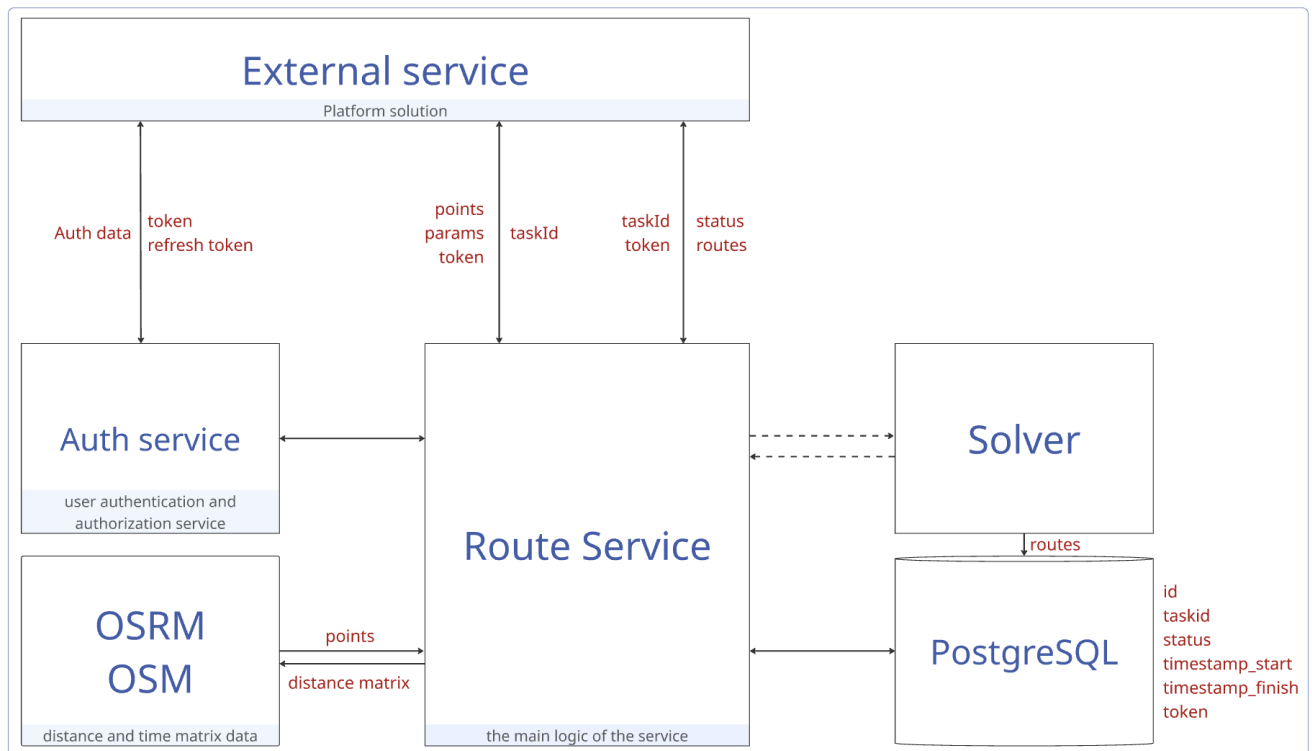 External service
Platform solution
Auth data
token
refresh token
points
params
token
taskId
taskId
token
status
routes
Auth service
user authentication and
authorization service
Route Service
the main logic of the service
Solver
routes
OSRM
OSM
distance and time matrix data
points
distance matrix
PostgreSQL
id
taskid
status
timestamp_start
timestamp_finish
token